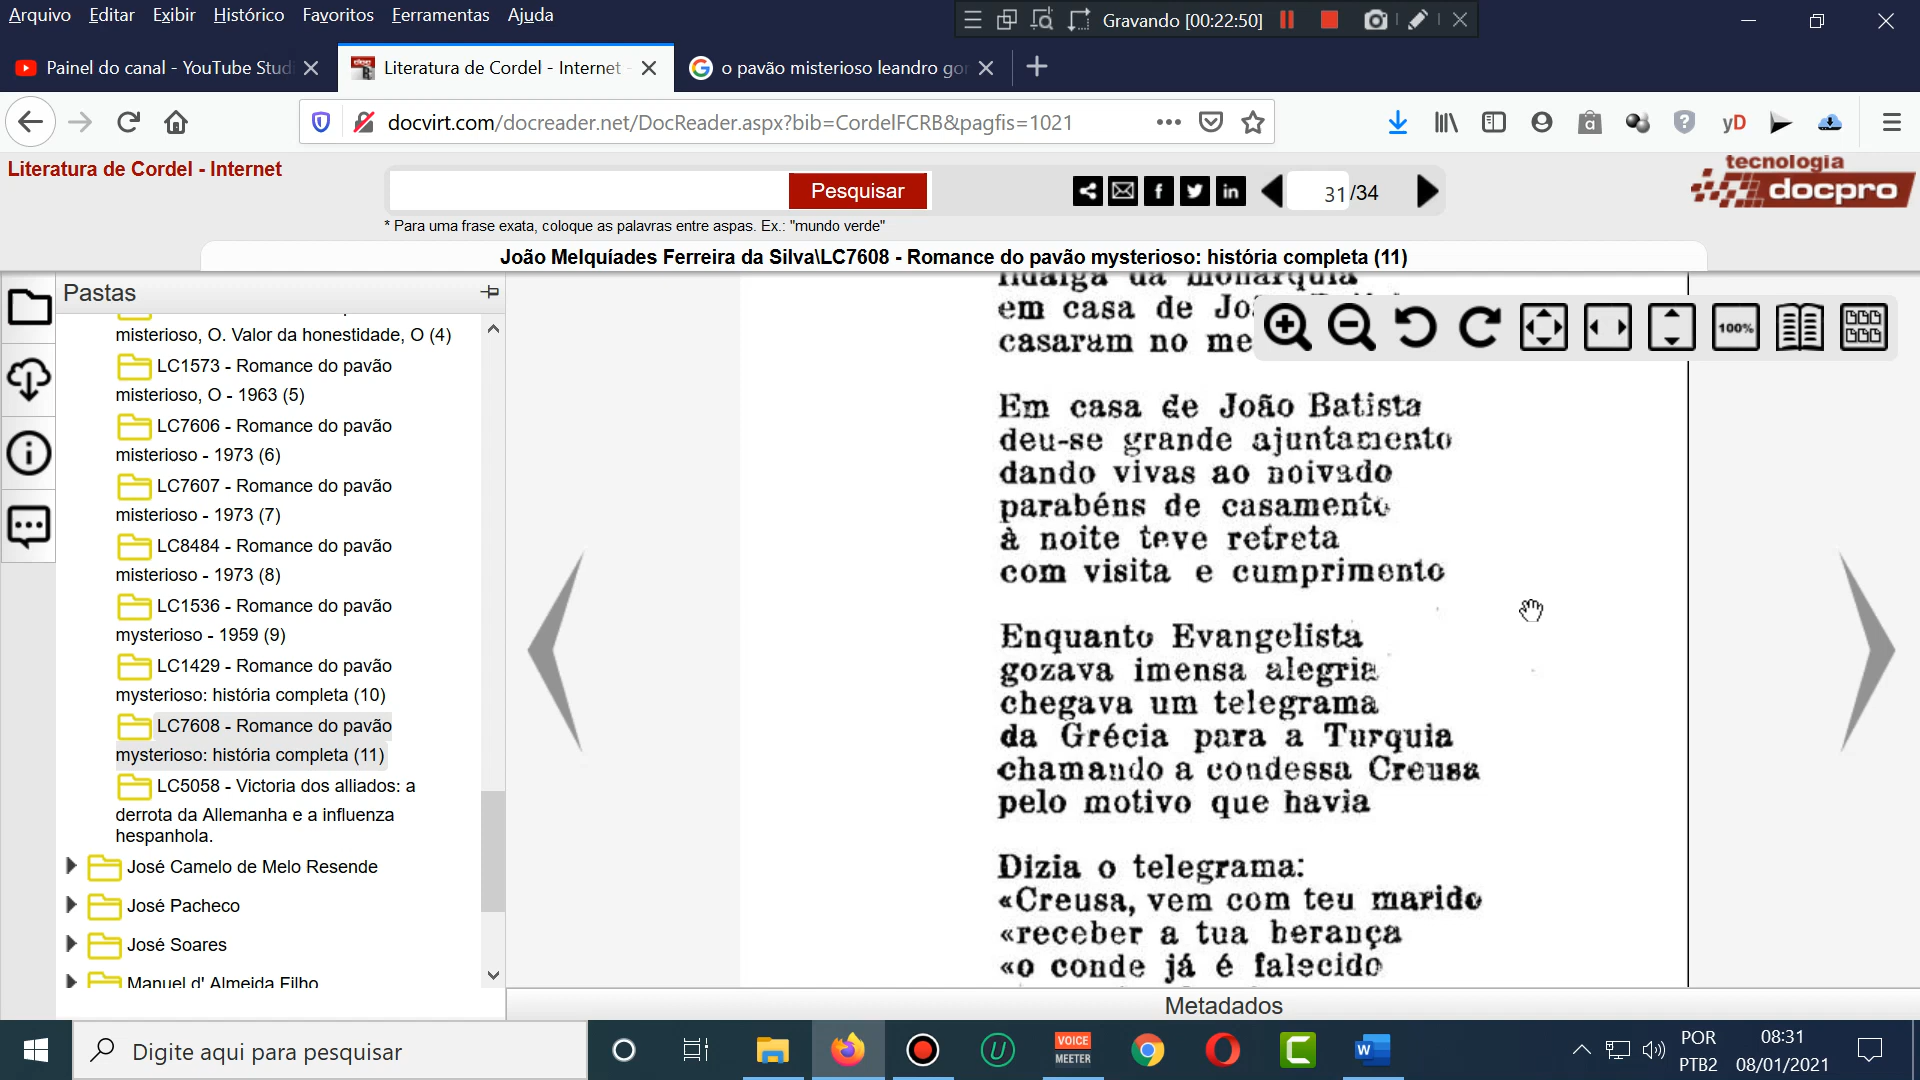 Arquivo Editar Exibir Histórico Favoritos Ferramentas Ajuda
Gravando [00:22:50]
Painel do canal - YouTube Studi
Literatura de Cordel - Internet -
o pavão misterioso leandro gor
docvirt.com/docreader.net/DocReader.aspx?bib=CordelFCRB&pagfis=1021
Literatura de Cordel - Internet
Pesquisar
31/34
tecnologia
docpro
* Para uma frase exata, coloque as palavras entre aspas. Ex.: "mundo verde"
João Melquíades Ferreira da Silva\LC7608 - Romance do pavão mysterioso: história completa (11)
Pastas
misterioso, O. Valor da honestidade, O (4)
LC1573 - Romance do pavão
misterioso, O - 1963 (5)
LC7606 - Romance do pavão
misterioso - 1973 (6)
LC7607 - Romance do pavão
misterioso - 1973 (7)
LC8484 - Romance do pavão
misterioso - 1973 (8)
LC1536 - Romance do pavão
mysterioso - 1959 (9)
LC1429 - Romance do pavão
mysterioso: história completa (10)
LC7608 - Romance do pavão
mysterioso: história completa (11)
LC5058 - Victoria dos alliados: a
derrota da Allemanha e a influenza
hespanhola.
José Camelo de Melo Resende
José Pacheco
José Soares
Manuel d' Almeida Filho
100%
fidalga da monarquia
em casa de Jo
casaram no me
Em casa de João Batista
deu-se grande ajuntamento
dando vivas ao noivado
parabéns de casamento
à noite teve retreta
com visita e cumprimento
Enquanto Evangelista
gozava imensa alegria
chegava um telegrama
da Grécia para a Turquia
chamando a condessa Creusa
pelo motivo que havia
Dizia o telegrama:
«Creusa, vem com teu marido
«receber a tua herança
«o conde já é falecido
Metadados
Digite aqui para pesquisar
VOICE
MEETER
POR
PTB2
08:31
08/01/2021